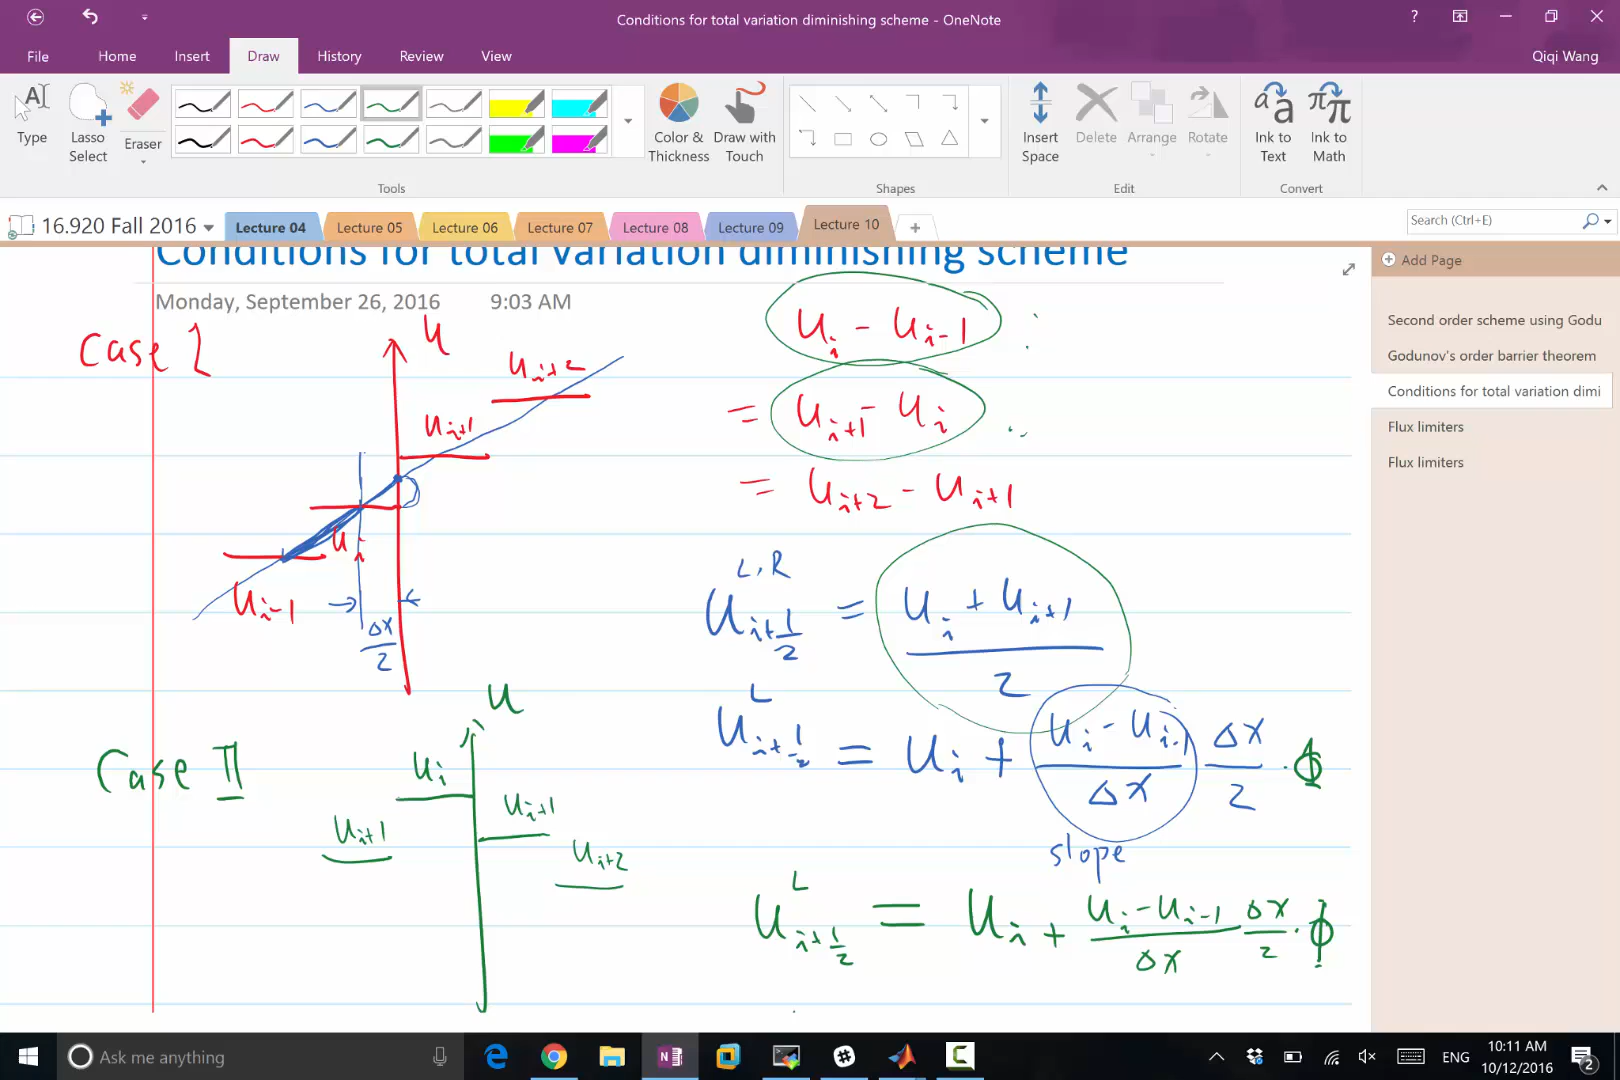 Conditions for total variation diminishing scheme - OneNote
?
File
Home
Insert
Draw
History
Review
View
Qiqi Wang
Type
Lasso Select
Eraser
Color & Thickness
Draw with Touch
Insert Space
Delete
Arrange
Rotate
Ink to Text
Ink to Math
Tools
Shapes
Edit
Convert
16.920 Fall 2016
Lecture 04
Lecture 05
Lecture 06
Lecture 07
Lecture 08
Lecture 09
Lecture 10
Search (Ctrl+E)
Conditions for total variation diminishing scheme
Monday, September 26, 2016 9:03 AM
Add Page
Second order scheme using Godu
Godunov's order barrier theorem
Conditions for total variation dimi
Flux limiters
Flux limiters
Case I
u
u_{i+2}
u_{i+1}
u_i
u_{i-1}
Δx/2
u_i - u_{i-1}
= u_{i+1} - u_i
= u_{i+2} - u_{i+1}
u^{L,R}_{i+1/2} = (u_i + u_{i+1})/2
u^L_{i+1/2} = u_i + (u_i - u_{i-1})/Δx Δx/2 · ϕ
slope
Case II
u
u_i
u_{i+1}
u_{i+1}
u_{i+2}
u^L_{i+1/2} = u_i + (u_i - u_{i-1})/Δx Δx/2 · ϕ
Ask me anything
ENG
10:11 AM
10/12/2016
2